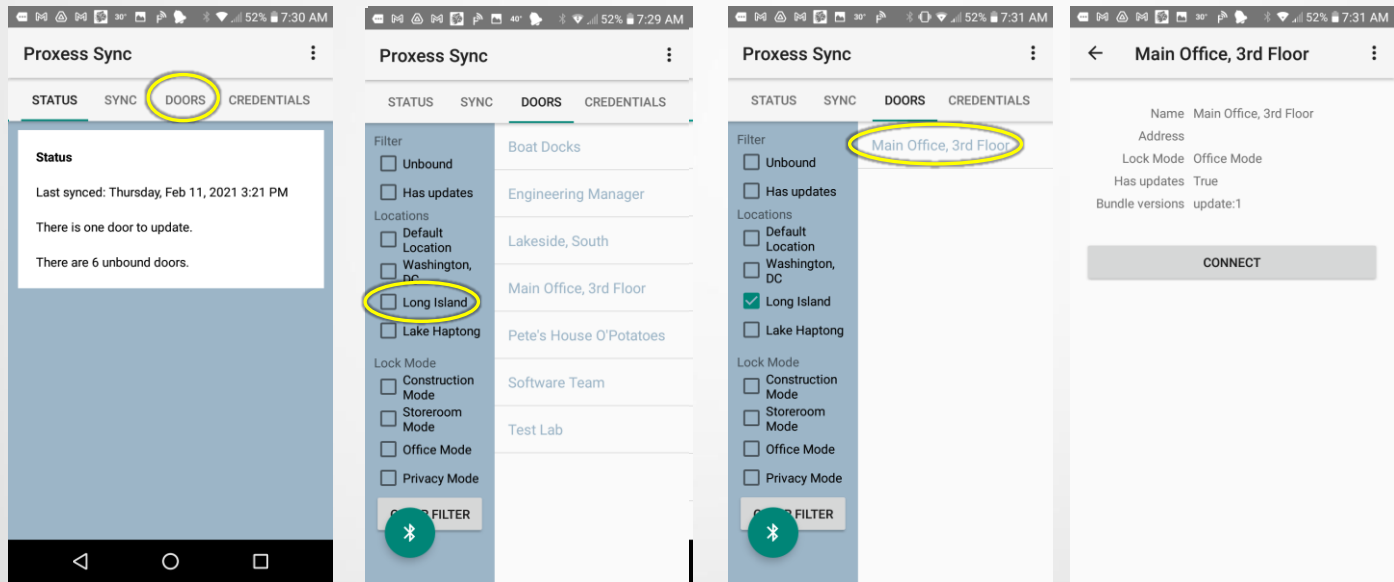 30° 52% 7:30 AM
Proxess Sync
STATUS SYNC DOORS CREDENTIALS
Status
Last synced: Thursday, Feb 11, 2021 3:21 PM
There is one door to update.
There are 6 unbound doors.
40° 52% 7:29 AM
Proxess Sync
STATUS SYNC DOORS CREDENTIALS
Filter
Unbound
Has updates
Locations
Default
Location
Washington,
DC
Long Island
Lake Haptong
Lock Mode
Construction
Mode
Storeroom
Mode
Office Mode
Privacy Mode
FILTER
Boat Docks
Engineering Manager
Lakeside, South
Main Office, 3rd Floor
Pete's House O'Potatoes
Software Team
Test Lab
30° 52% 7:31 AM
Proxess Sync
STATUS SYNC DOORS CREDENTIALS
Filter
Unbound
Has updates
Locations
Default
Location
Washington,
DC
Long Island
Lake Haptong
Lock Mode
Construction
Mode
Storeroom
Mode
Office Mode
Privacy Mode
FILTER
Main Office, 3rd Floor
30° 52% 7:31 AM
Main Office, 3rd Floor
Name Main Office, 3rd Floor
Address
Lock Mode Office Mode
Has updates True
Bundle versions update:1
CONNECT